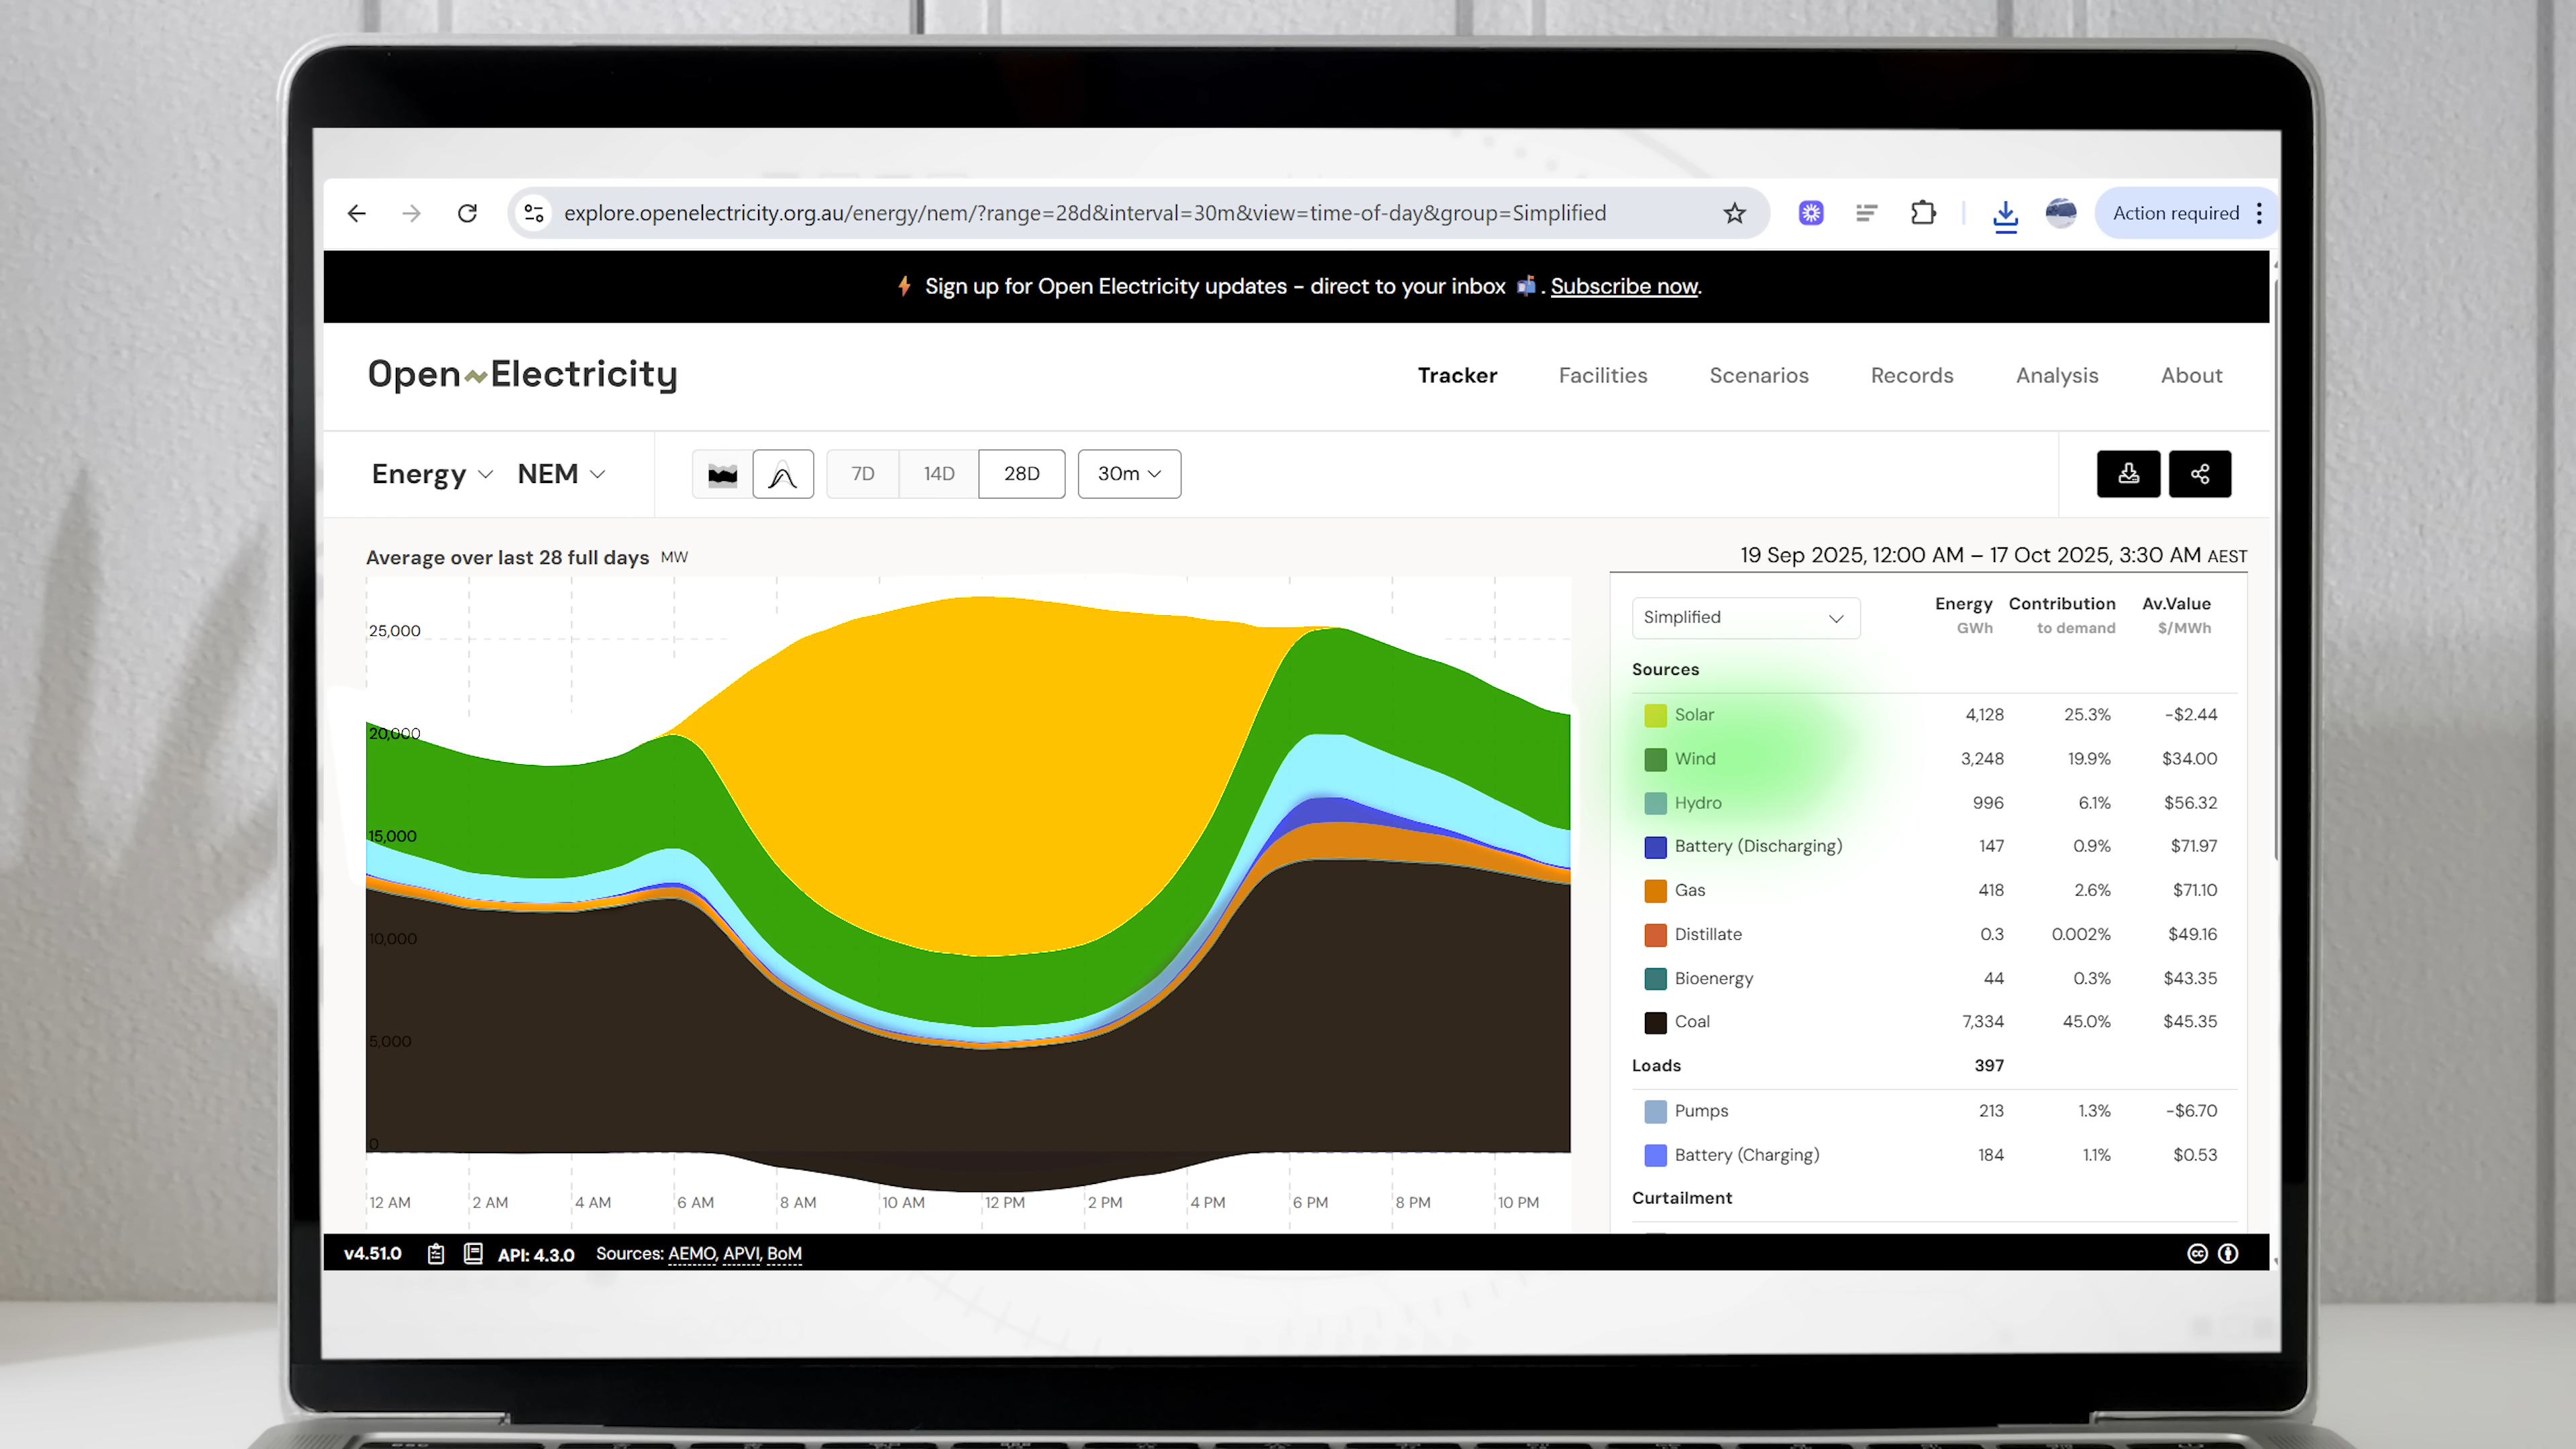 explore.openelectricity.org.au/energy/nem/?range=28d&interval=30m&view=time-of-day&group=Simplified
Action required
Sign up for Open Electricity updates – direct to your inbox . Subscribe now.
Open Electricity
Tracker Facilities Scenarios Records Analysis About
Energy NEM 7D 14D 28D 30m
Average over last 28 full days MW
19 Sep 2025, 12:00 AM – 17 Oct 2025, 3:30 AM AEST
25,000
20,000
15,000
10,000
5,000
0
12 AM 2 AM 4 AM 6 AM 8 AM 10 AM 12 PM 2 PM 4 PM 6 PM 8 PM 10 PM
Simplified Energy Contribution Av.Value
GWh to demand $/MWh
Sources
Solar 4,128 25.3% -$2.44
Wind 3,248 19.9% $34.00
Hydro 996 6.1% $56.32
Battery (Discharging) 147 0.9% $71.97
Gas 418 2.6% $71.10
Distillate 0.3 0.002% $49.16
Bioenergy 44 0.3% $43.35
Coal 7,334 45.0% $45.35
Loads 397
Pumps 213 1.3% -$6.70
Battery (Charging) 184 1.1% $0.53
Curtailment
v4.51.0 API: 4.3.0 Sources: AEMO, APVI, BoM